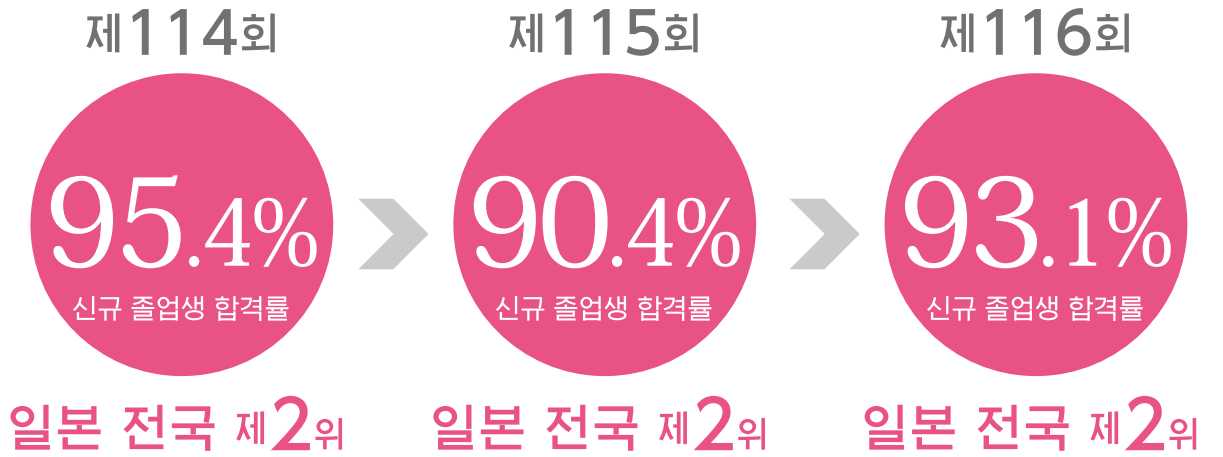 제114회
95.4%
신규 졸업생 합격률
일본 전국 제2위
제115회
90.4%
신규 졸업생 합격률
일본 전국 제2위
제116회
93.1%
신규 졸업생 합격률
일본 전국 제2위